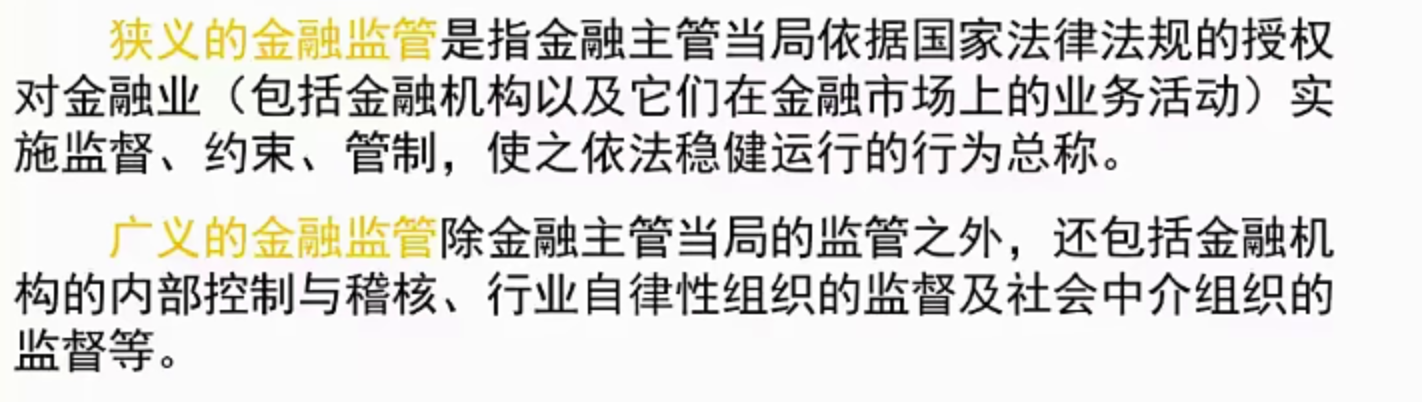 狭义的金融监管是指金融主管当局依据国家法律法规的授权
对金融业（包括金融机构以及它们在金融市场上的业务活动）实
施监督、约束、管制，使之依法稳健运行的行为总称。
广义的金融监管除金融主管当局的监管之外，还包括金融机
构的内部控制与稽核、行业自律性组织的监督及社会中介组织的
监督等。